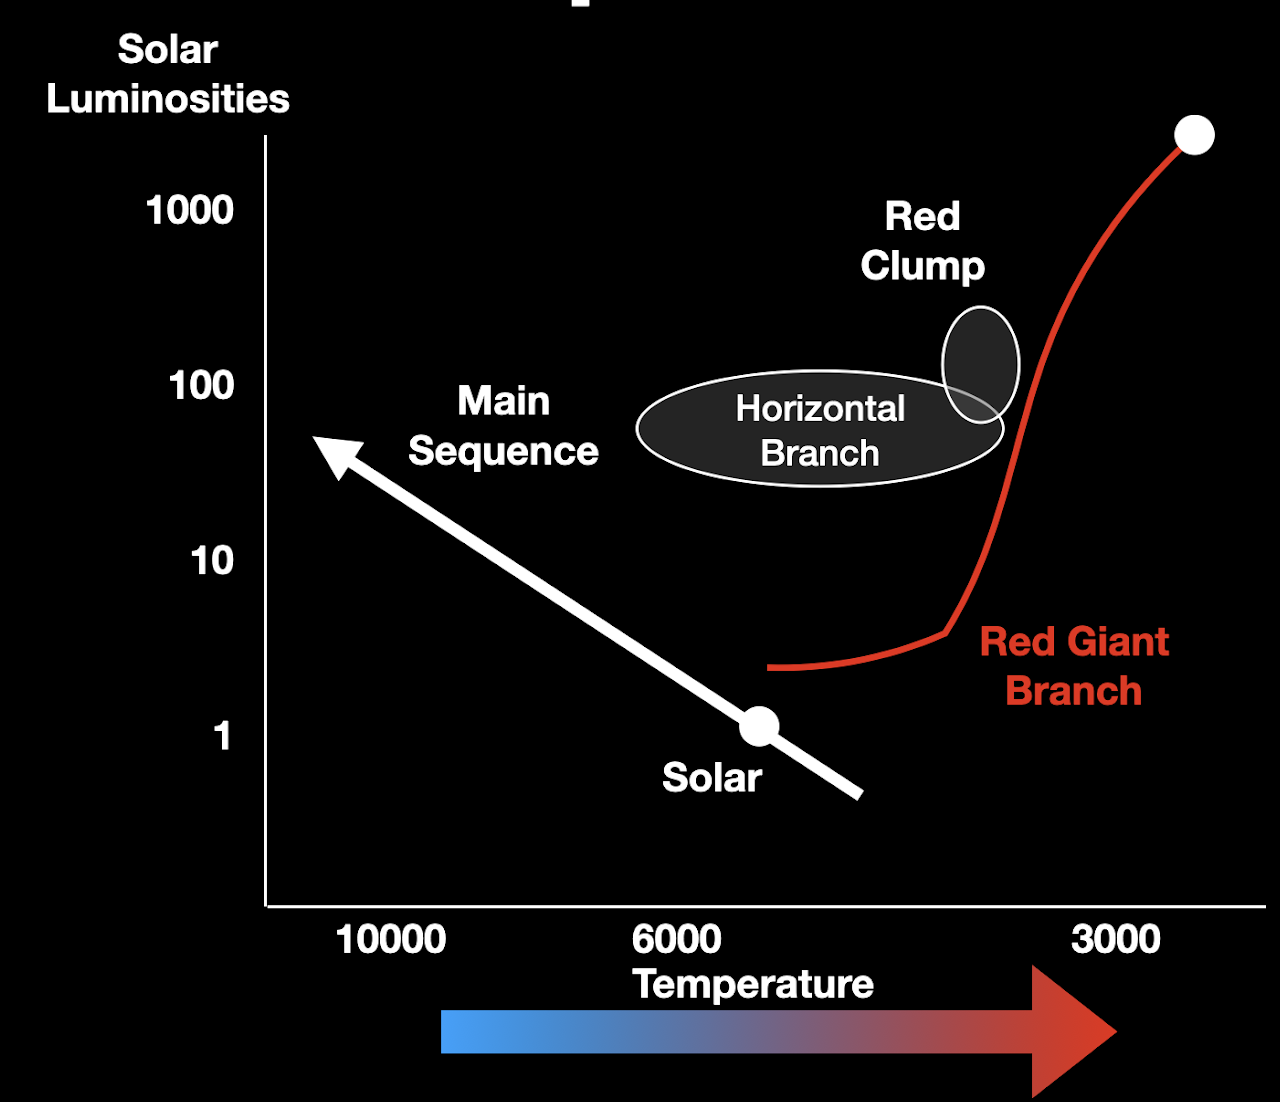 Solar
Luminosities
1000
Red
Clump
100
Main
Sequence
Horizontal
Branch
10
Red Giant
Branch
1
Solar
10000 6000 3000
Temperature